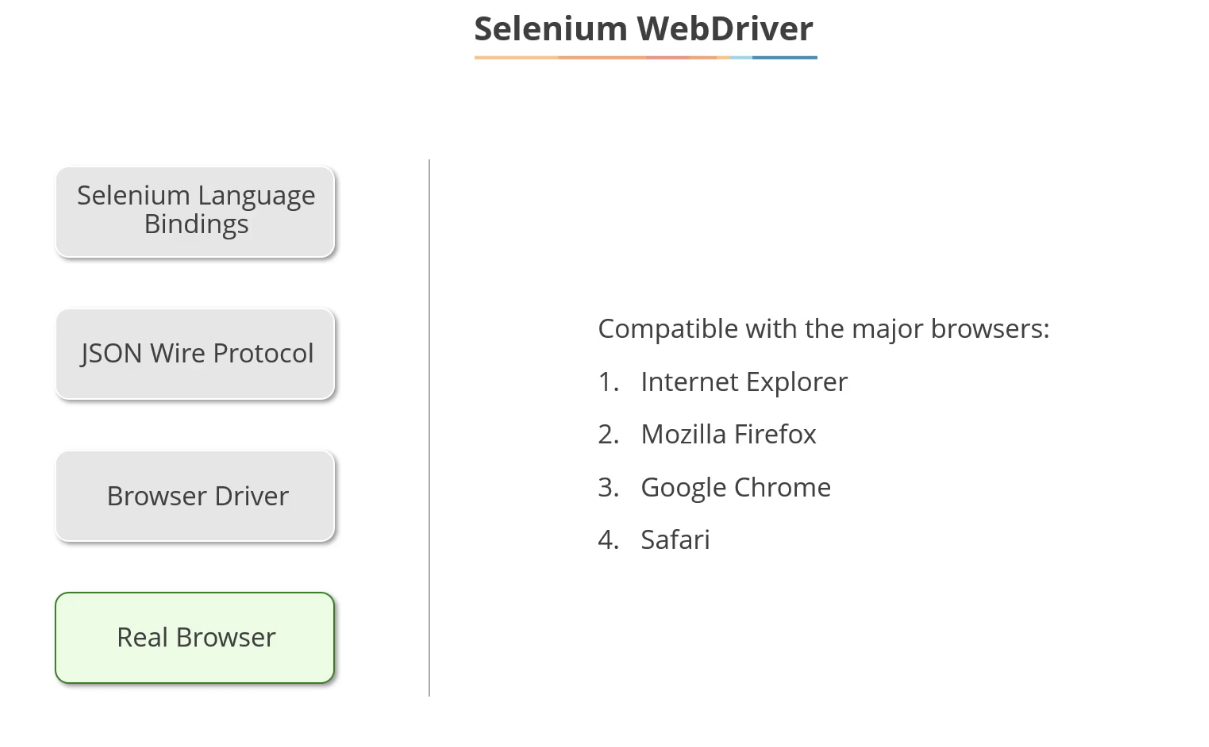 Selenium WebDriver
Selenium Language
Bindings
JSON Wire Protocol
Browser Driver
Real Browser
Compatible with the major browsers:
1. Internet Explorer
2. Mozilla Firefox
3. Google Chrome
4. Safari